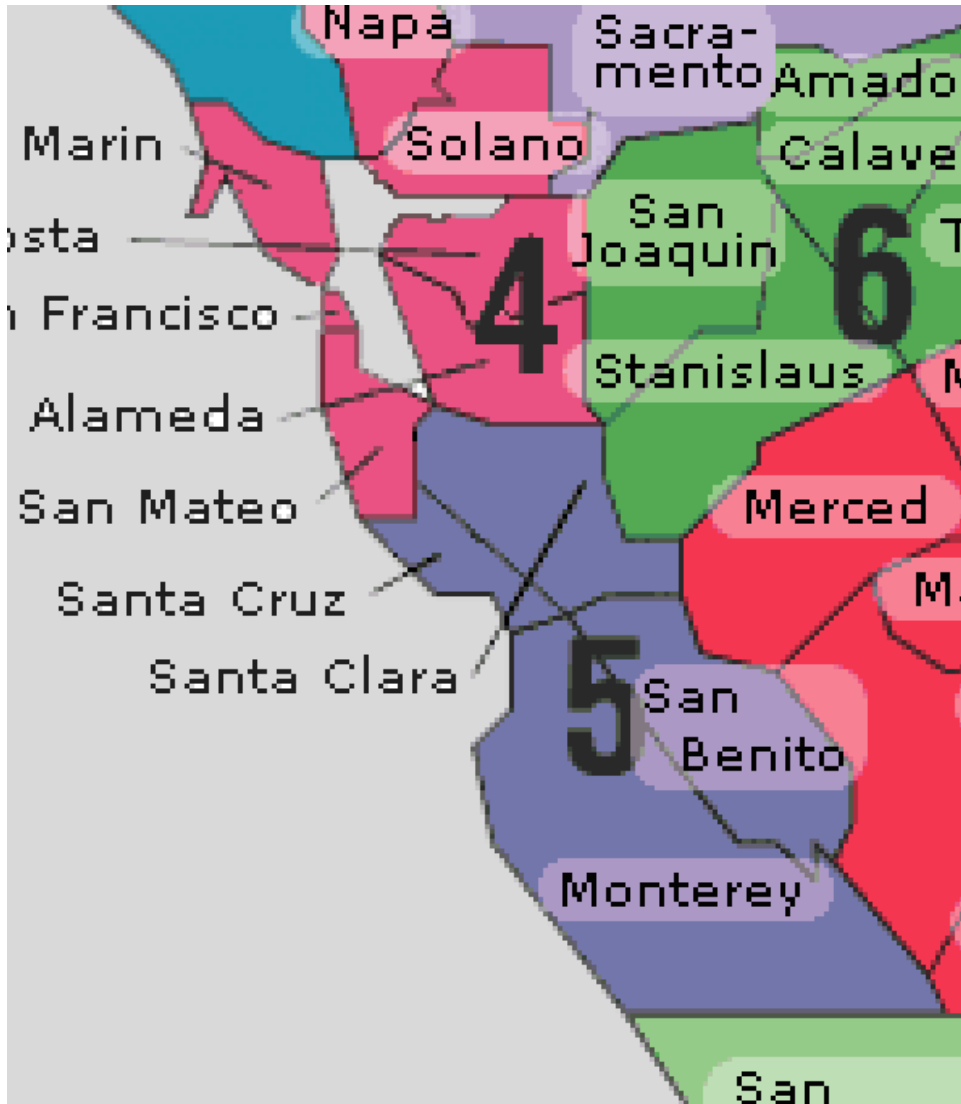 Napa
Sacra-
mento
Amado
Marin
Solano
Calave
San
Joaquin
6
T
osta
4
n Francisco
Stanislaus
M
Alameda
San Mateo
Merced
M.
Santa Cruz
Santa Clara
5
San
Benito
Monterey
San